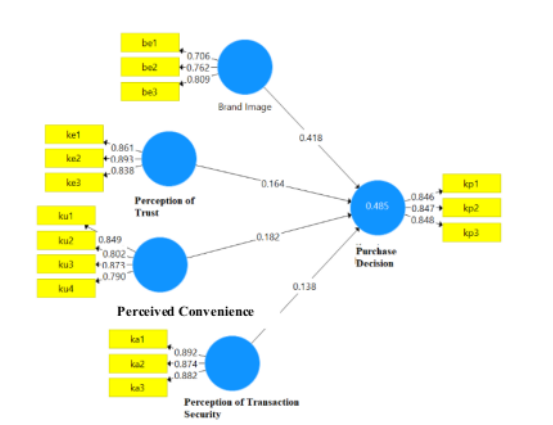 be1
0.706
be2
0.762
be3
0.809
Brand Image
0.418
ke1
0.861
ke2
0.893
ke3
0.838
Perception of
Trust
0.164
kp1
0.846
kp2
0.847
kp3
0.848
0.485
Purchase
Decision
ku1
0.849
ku2
0.802
ku3
0.873
ku4
0.790
0.182
Perceived Convenience
0.138
ka1
0.892
ka2
0.874
ka3
0.882
Perception of Transaction
Security